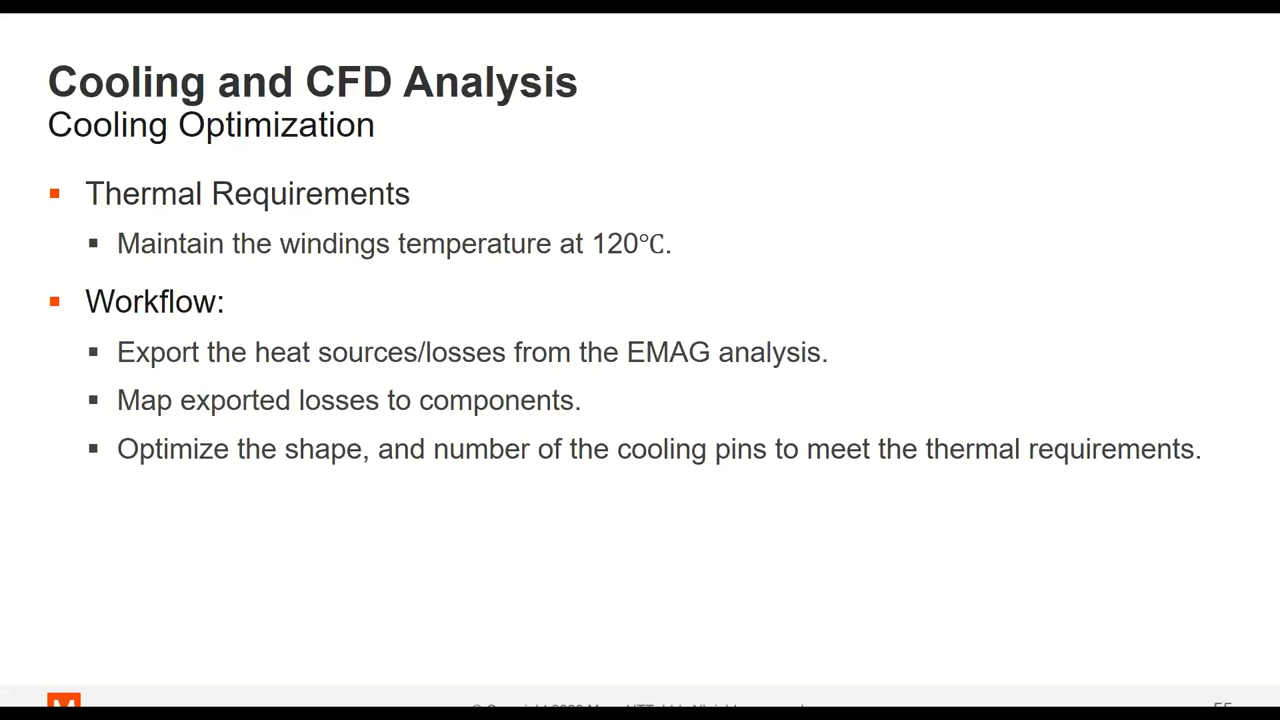 Cooling and CFD Analysis
Cooling Optimization
▪ Thermal Requirements
▪ Maintain the windings temperature at 120℃.
▪ Workflow:
▪ Export the heat sources/losses from the EMAG analysis.
▪ Map exported losses to components.
▪ Optimize the shape, and number of the cooling pins to meet the thermal requirements.